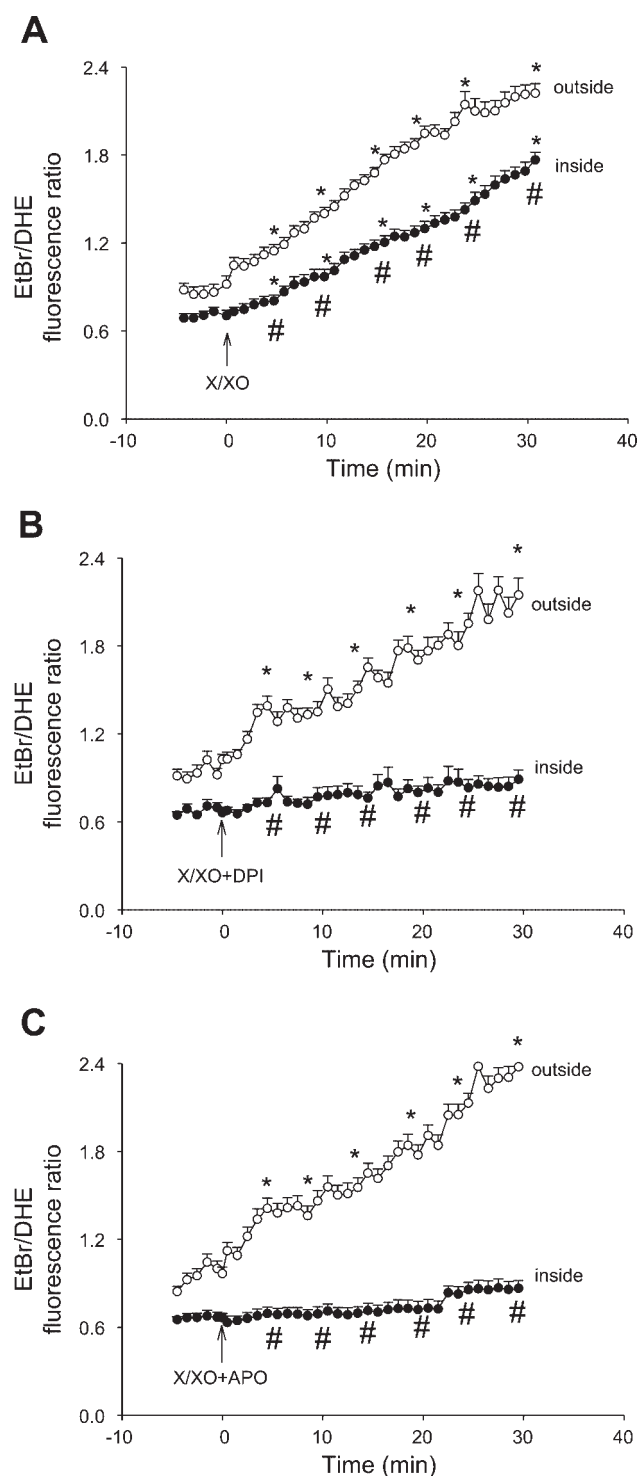 A
EtBr/DHE
fluorescence ratio
2.4
1.8
1.2
0.6
0.0
* * * * * *
outside
* * * * * *
inside
# # # # # #
X/XO
-10 0 10 20 30 40
Time (min)
B
EtBr/DHE
fluorescence ratio
2.4
1.8
1.2
0.6
0.0
* * * * * *
outside
inside
# # # # # #
X/XO+DPI
-10 0 10 20 30 40
Time (min)
C
EtBr/DHE
fluorescence ratio
2.4
1.8
1.2
0.6
0.0
* * * * * *
outside
inside
# # # # # #
X/XO+APO
-10 0 10 20 30 40
Time (min)